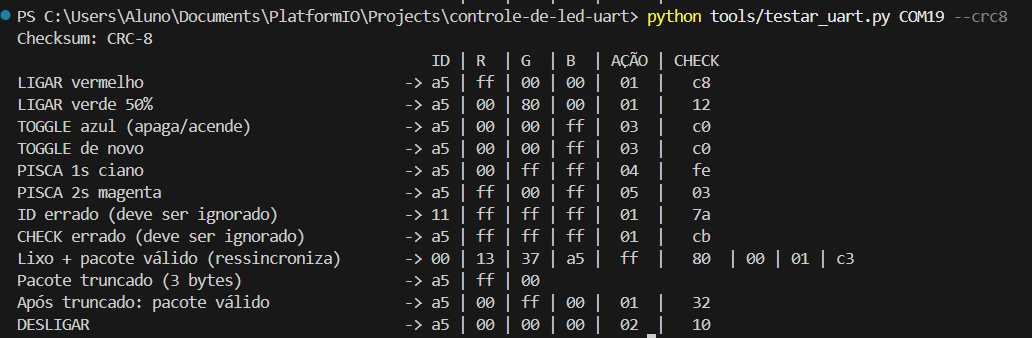 PS C:\Users\Aluno\Documents\PlatformIO\Projects\controle-de-led-uart> python tools/testar_uart.py COM19 --crc8
Checksum: CRC-8
ID | R | G | B | AÇÃO | CHECK
LIGAR vermelho -> a5 | ff | 00 | 00 | 01 | c8
LIGAR verde 50% -> a5 | 00 | 80 | 00 | 01 | 12
TOGGLE azul (apaga/acende) -> a5 | 00 | 00 | ff | 03 | c0
TOGGLE de novo -> a5 | 00 | 00 | ff | 03 | c0
PISCA 1s ciano -> a5 | 00 | ff | ff | 04 | fe
PISCA 2s magenta -> a5 | ff | 00 | ff | 05 | 03
ID errado (deve ser ignorado) -> 11 | ff | ff | ff | 01 | 7a
CHECK errado (deve ser ignorado) -> a5 | ff | ff | ff | 01 | cb
Lixo + pacote válido (ressincroniza) -> 00 | 13 | 37 | a5 | ff | 80 | 00 | 01 | c3
Pacote truncado (3 bytes) -> a5 | ff | 00
Após truncado: pacote válido -> a5 | 00 | ff | 00 | 01 | 32
DESLIGAR -> a5 | 00 | 00 | 00 | 02 | 10